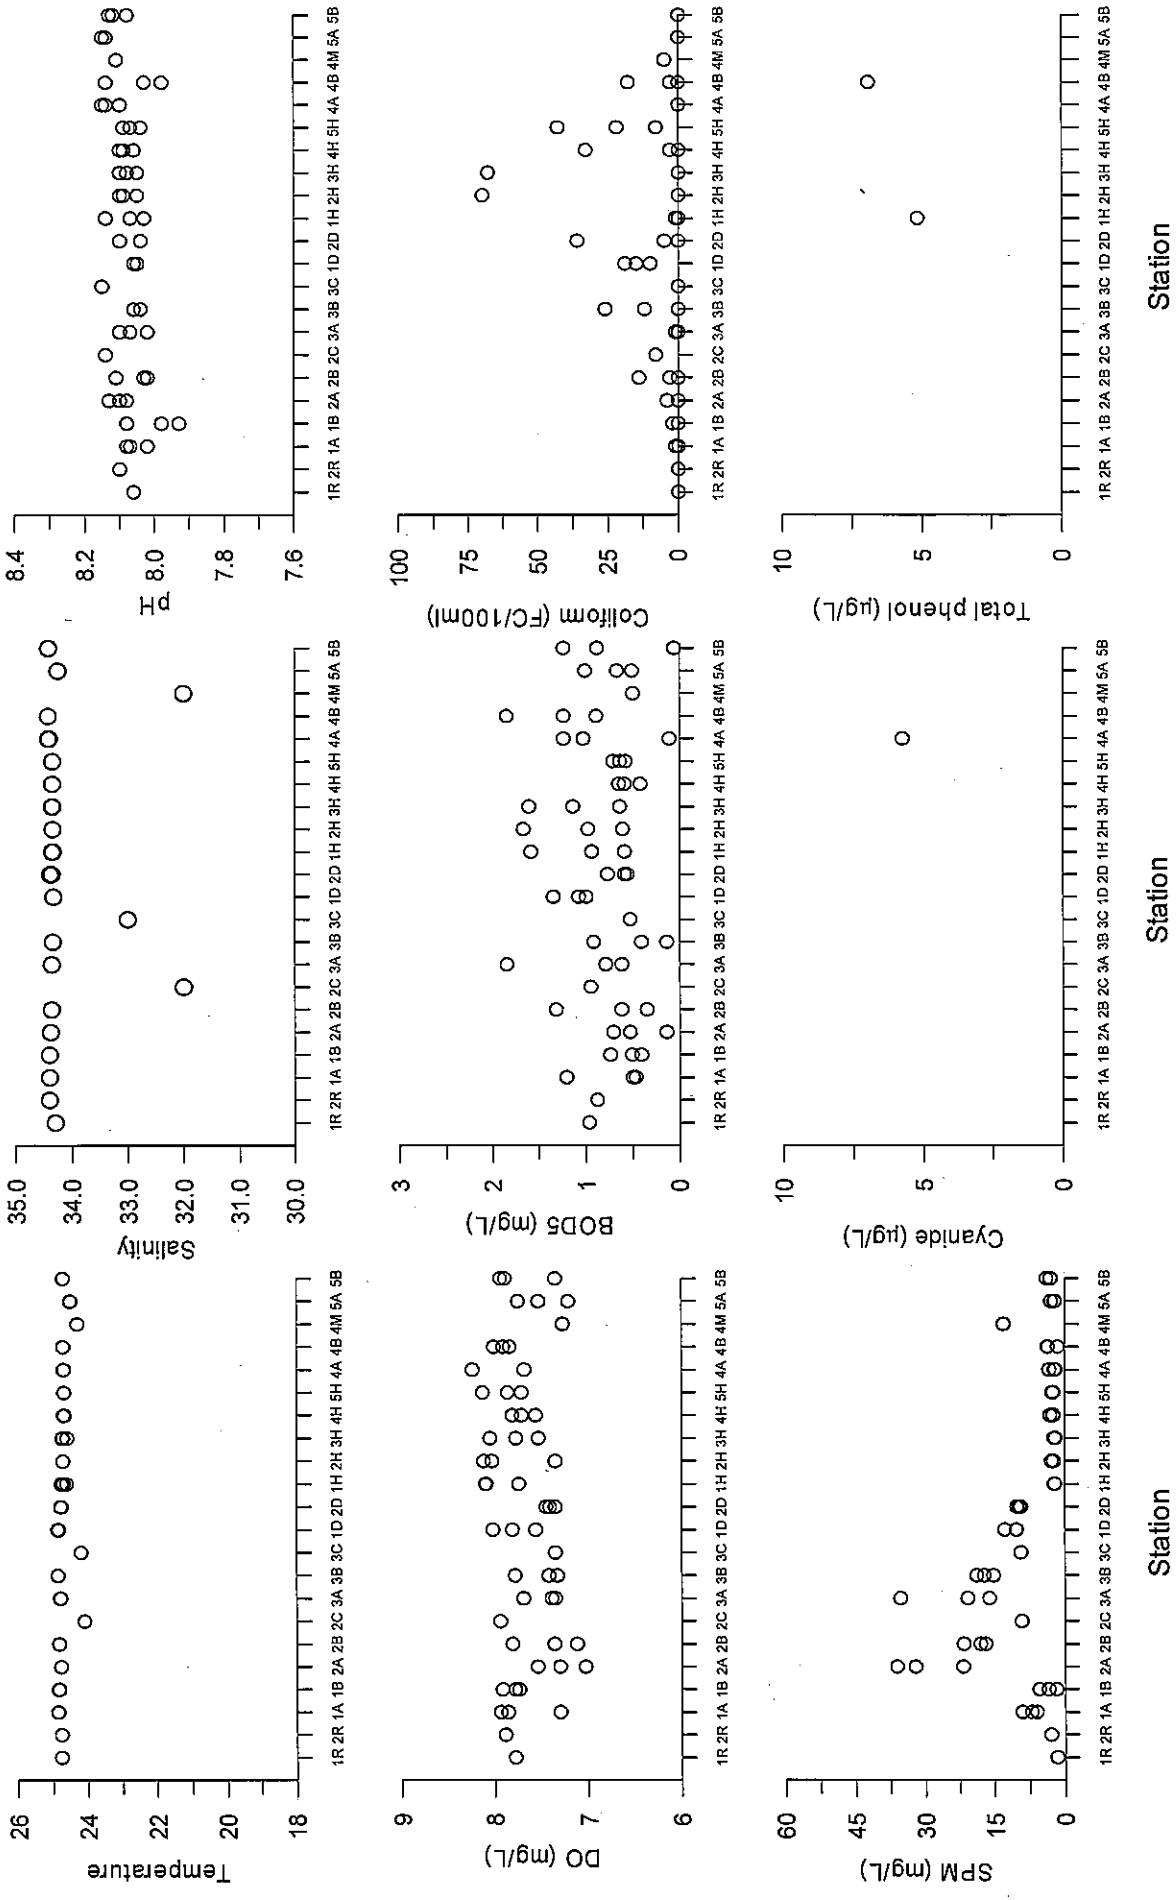 Temperature
26
24
22
20
18
1R 2R 1A 1B 2A 2B 2C 3A 3B 3C 1D 2D 1H 2H 3H 4H 5H 4A 4B 4M 5A 5B
Salinity
35.0
34.0
33.0
32.0
31.0
30.0
1R 2R 1A 1B 2A 2B 2C 3A 3B 3C 1D 2D 1H 2H 3H 4H 5H 4A 4B 4M 5A 5B
pH
8.4
8.2
8.0
7.8
7.6
1R 2R 1A 1B 2A 2B 2C 3A 3B 3C 1D 2D 1H 2H 3H 4H 5H 4A 4B 4M 5A 5B
DO (mg/L)
9
8
7
6
1R 2R 1A 1B 2A 2B 2C 3A 3B 3C 1D 2D 1H 2H 3H 4H 5H 4A 4B 4M 5A 5B
BOD5 (mg/L)
3
2
1
0
1R 2R 1A 1B 2A 2B 2C 3A 3B 3C 1D 2D 1H 2H 3H 4H 5H 4A 4B 4M 5A 5B
Coliform (FC/100ml)
100
75
50
25
0
1R 2R 1A 1B 2A 2B 2C 3A 3B 3C 1D 2D 1H 2H 3H 4H 5H 4A 4B 4M 5A 5B
SPM (mg/L)
60
45
30
15
0
1R 2R 1A 1B 2A 2B 2C 3A 3B 3C 1D 2D 1H 2H 3H 4H 5H 4A 4B 4M 5A 5B
Station
Cyanide (μg/L)
10
5
0
1R 2R 1A 1B 2A 2B 2C 3A 3B 3C 1D 2D 1H 2H 3H 4H 5H 4A 4B 4M 5A 5B
Station
Total phenol (μg/L)
10
5
0
1R 2R 1A 1B 2A 2B 2C 3A 3B 3C 1D 2D 1H 2H 3H 4H 5H 4A 4B 4M 5A 5B
Station